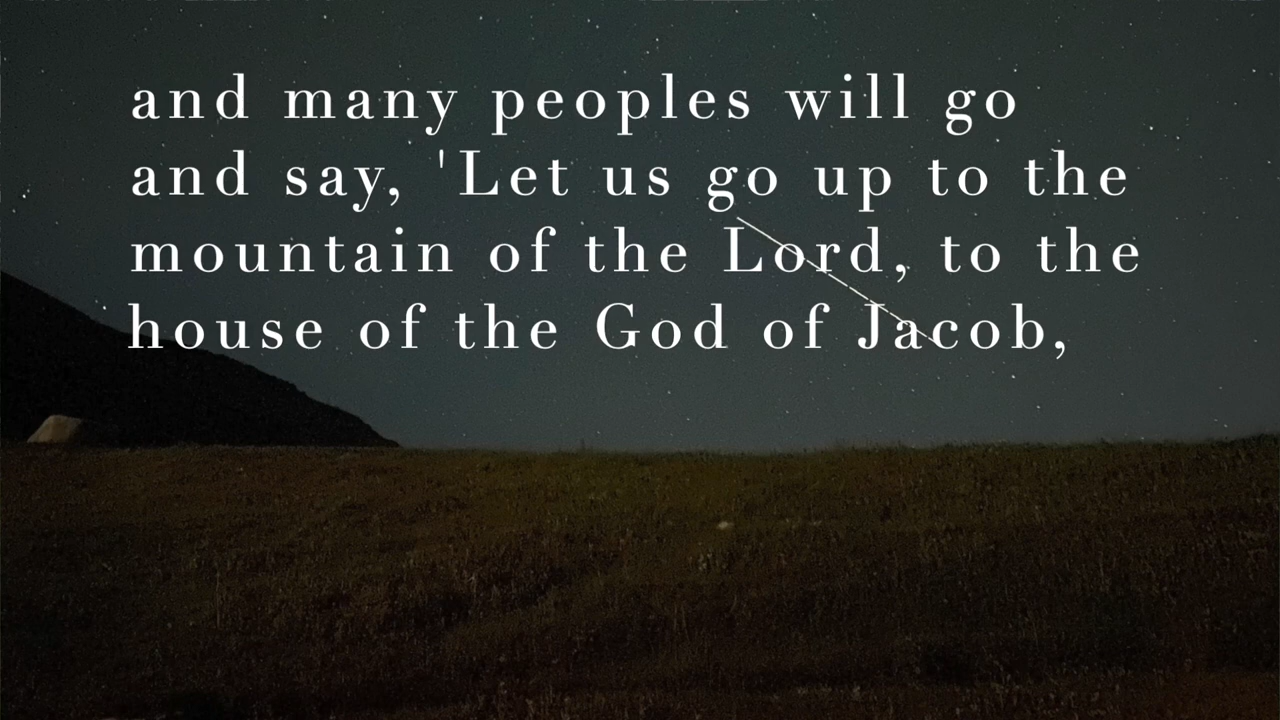 and many peoples will go
and say, 'Let us go up to the
mountain of the Lord, to the
house of the God of Jacob,